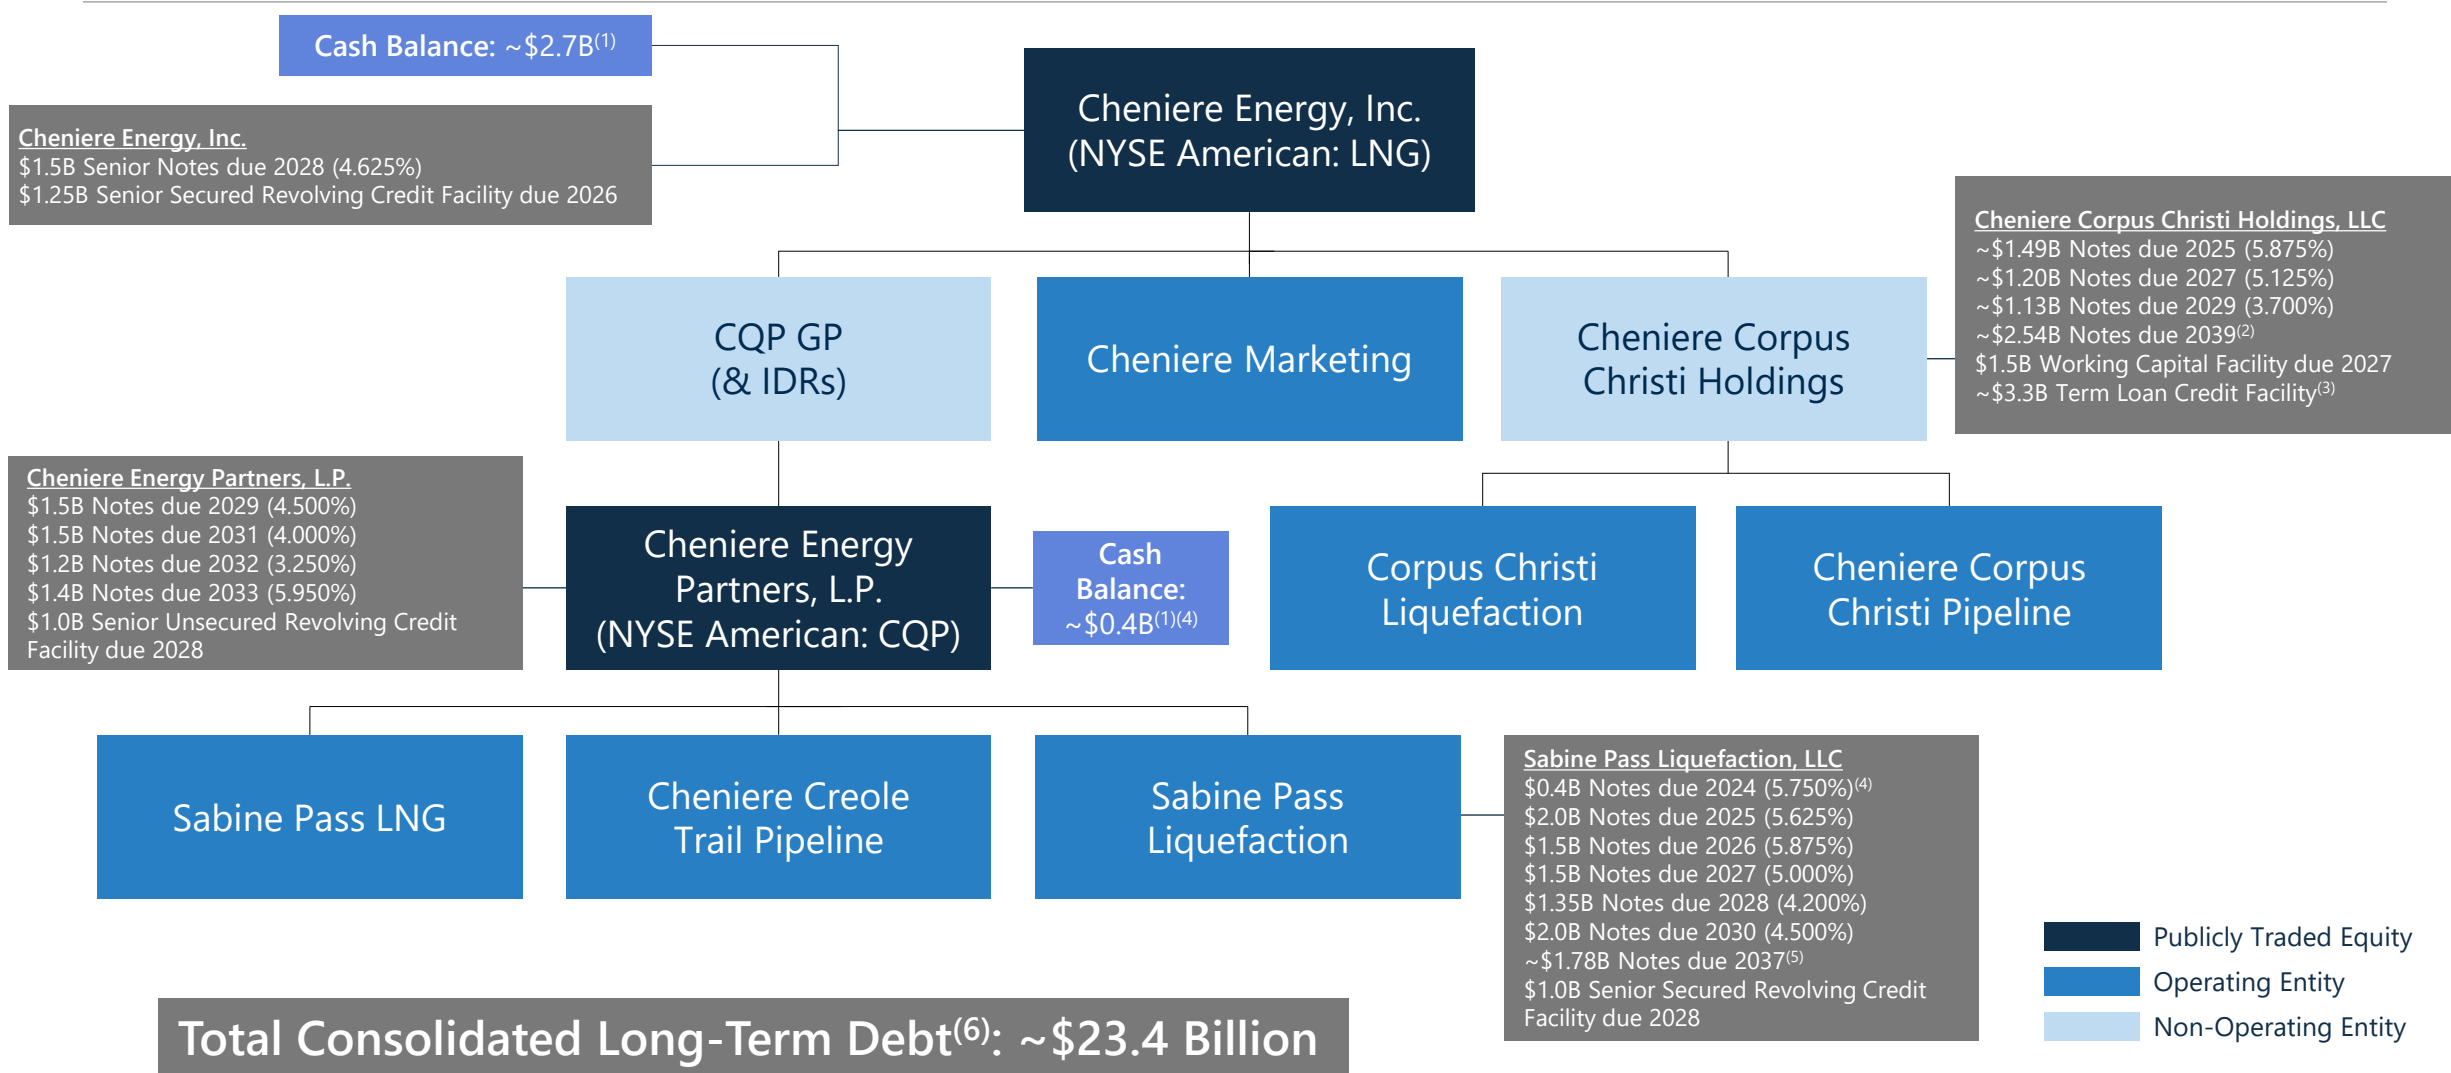 Cash Balance: ~$2.7B(1)
Cheniere Energy, Inc.
$1.5B Senior Notes due 2028 (4.625%)
$1.25B Senior Secured Revolving Credit Facility due 2026
Cheniere Energy, Inc.
(NYSE American: LNG)
Cheniere Corpus Christi Holdings, LLC
~$1.49B Notes due 2025 (5.875%)
~$1.20B Notes due 2027 (5.125%)
~$1.13B Notes due 2029 (3.700%)
~$2.54B Notes due 2039(2)
$1.5B Working Capital Facility due 2027
~$3.3B Term Loan Credit Facility(3)
CQP GP
(& IDRs)
Cheniere Marketing
Cheniere Corpus
Christi Holdings
Cheniere Energy Partners, L.P.
$1.5B Notes due 2029 (4.500%)
$1.5B Notes due 2031 (4.000%)
$1.2B Notes due 2032 (3.250%)
$1.4B Notes due 2033 (5.950%)
$1.0B Senior Unsecured Revolving Credit
Facility due 2028
Cheniere Energy
Partners, L.P.
(NYSE American: CQP)
Cash
Balance:
~$0.4B(1)(4)
Corpus Christi
Liquefaction
Cheniere Corpus
Christi Pipeline
Sabine Pass LNG
Cheniere Creole
Trail Pipeline
Sabine Pass
Liquefaction
Sabine Pass Liquefaction, LLC
$0.4B Notes due 2024 (5.750%)(4)
$2.0B Notes due 2025 (5.625%)
$1.5B Notes due 2026 (5.875%)
$1.5B Notes due 2027 (5.000%)
$1.35B Notes due 2028 (4.200%)
$2.0B Notes due 2030 (4.500%)
~$1.78B Notes due 2037(5)
$1.0B Senior Secured Revolving Credit
Facility due 2028
Publicly Traded Equity
Operating Entity
Non-Operating Entity
Total Consolidated Long-Term Debt(6): ~$23.4 Billion